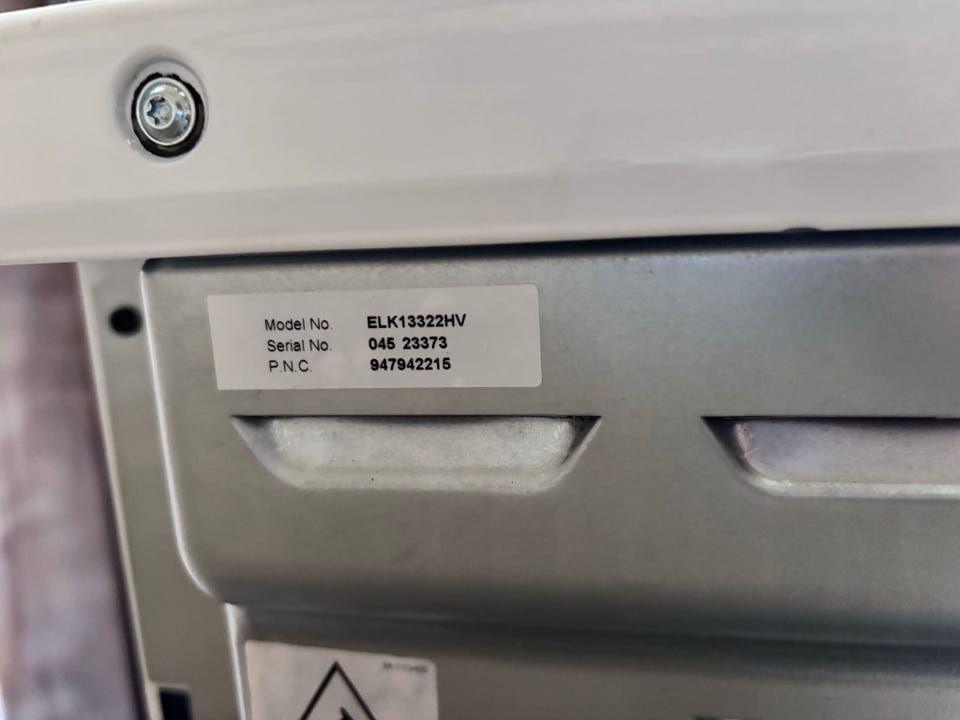 Model No. ELK13322HV
Serial No. 045 23373
P.N.C. 947942215